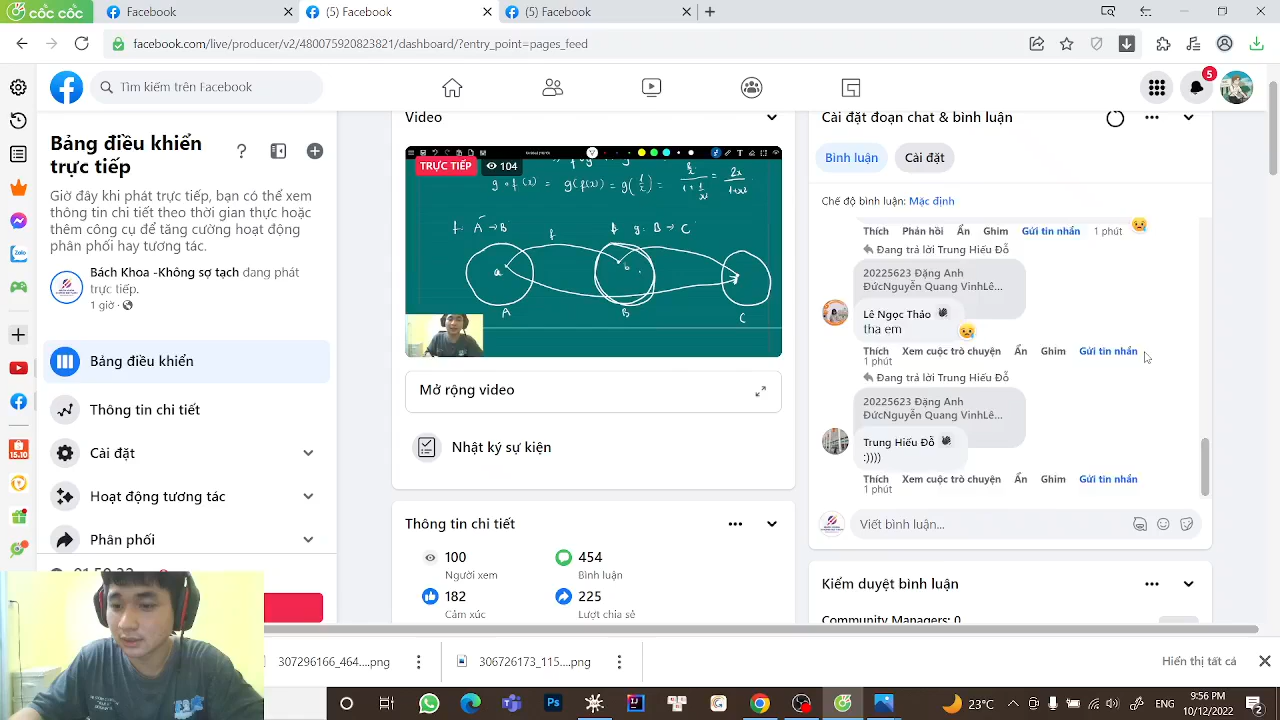 CỐC CỐC
Facebook
(5) Facebook
(5) Facebook
facebook.com/live/producer/v2/480075920823821/dashboard/?entry_point=pages_feed
Tìm kiếm trên Facebook
5
Bảng điều khiển
trực tiếp
Giờ đây khi phát trực tiếp, bạn có thể xem
thông tin chi tiết theo thời gian thực hoặc
thêm công cụ để tăng cường hoạt động
phân phối hay tương tác.
Bách Khoa -Không sợ tạch đang phát
trực tiếp.
1 giờ
Bảng điều khiển
Thông tin chi tiết
Cài đặt
Hoạt động tương tác
Phân phối
Video
TRỰC TIẾP
104
g o f (x) = g(f(x)) = g(1/x) =
f: A → B
f
g: B → C
a
b
A
B
C
Mở rộng video
Nhật ký sự kiện
Thông tin chi tiết
100
Người xem
454
Bình luận
182
Cảm xúc
225
Lượt chia sẻ
Cài đặt đoạn chat & bình luận
Bình luận
Cài đặt
Chế độ bình luận: Mặc định
Thích Phản hồi Ẩn Ghim Gửi tin nhắn 1 phút
Đang trả lời Trung Hiếu Đỗ
20225623 Đặng Anh
ĐứcNguyễn Quang VinhLê...
Lê Ngọc Thảo
tha em
Thích Xem cuộc trò chuyện Ẩn Ghim Gửi tin nhắn
1 phút
Đang trả lời Trung Hiếu Đỗ
20225623 Đặng Anh
ĐứcNguyễn Quang VinhLê...
Trung Hiếu Đỗ
:))))
Thích Xem cuộc trò chuyện Ẩn Ghim Gửi tin nhắn
1 phút
Viết bình luận...
Kiểm duyệt bình luận
Community Managers: 0
Zalo
15.10
307296166_464....png
306726173_115....png
Hiển thị tất cả
Ps
23°C
9:56 PM
10/12/2022
2